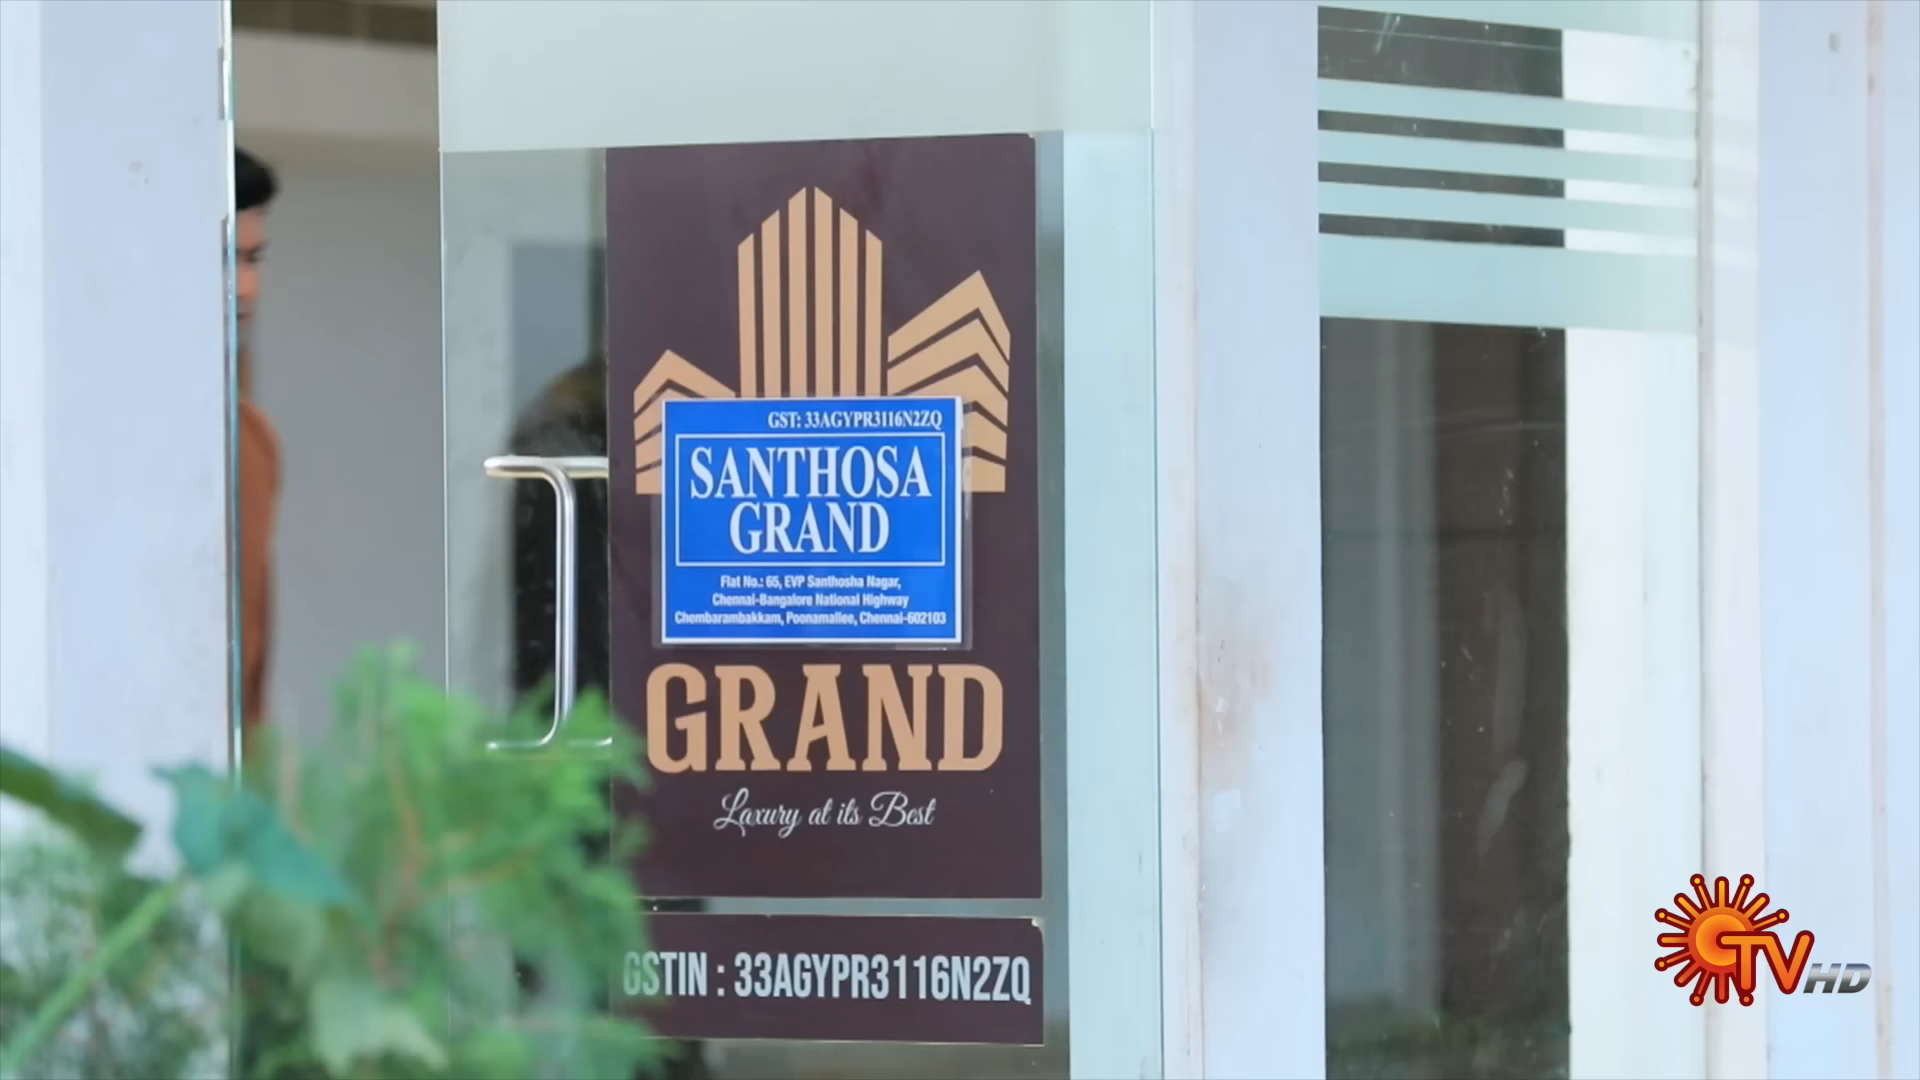 GST: 33AGYPR3116N2ZQ
SANTHOSA
GRAND
Flat No.: 65, EVP Santhosha Nagar,
Chennai-Bangalore National Highway
Chembarambakkam, Poonamallee, Chennai-602103
GRAND
Luxury at its Best
GSTIN : 33AGYPR3116N2ZQ
TV HD